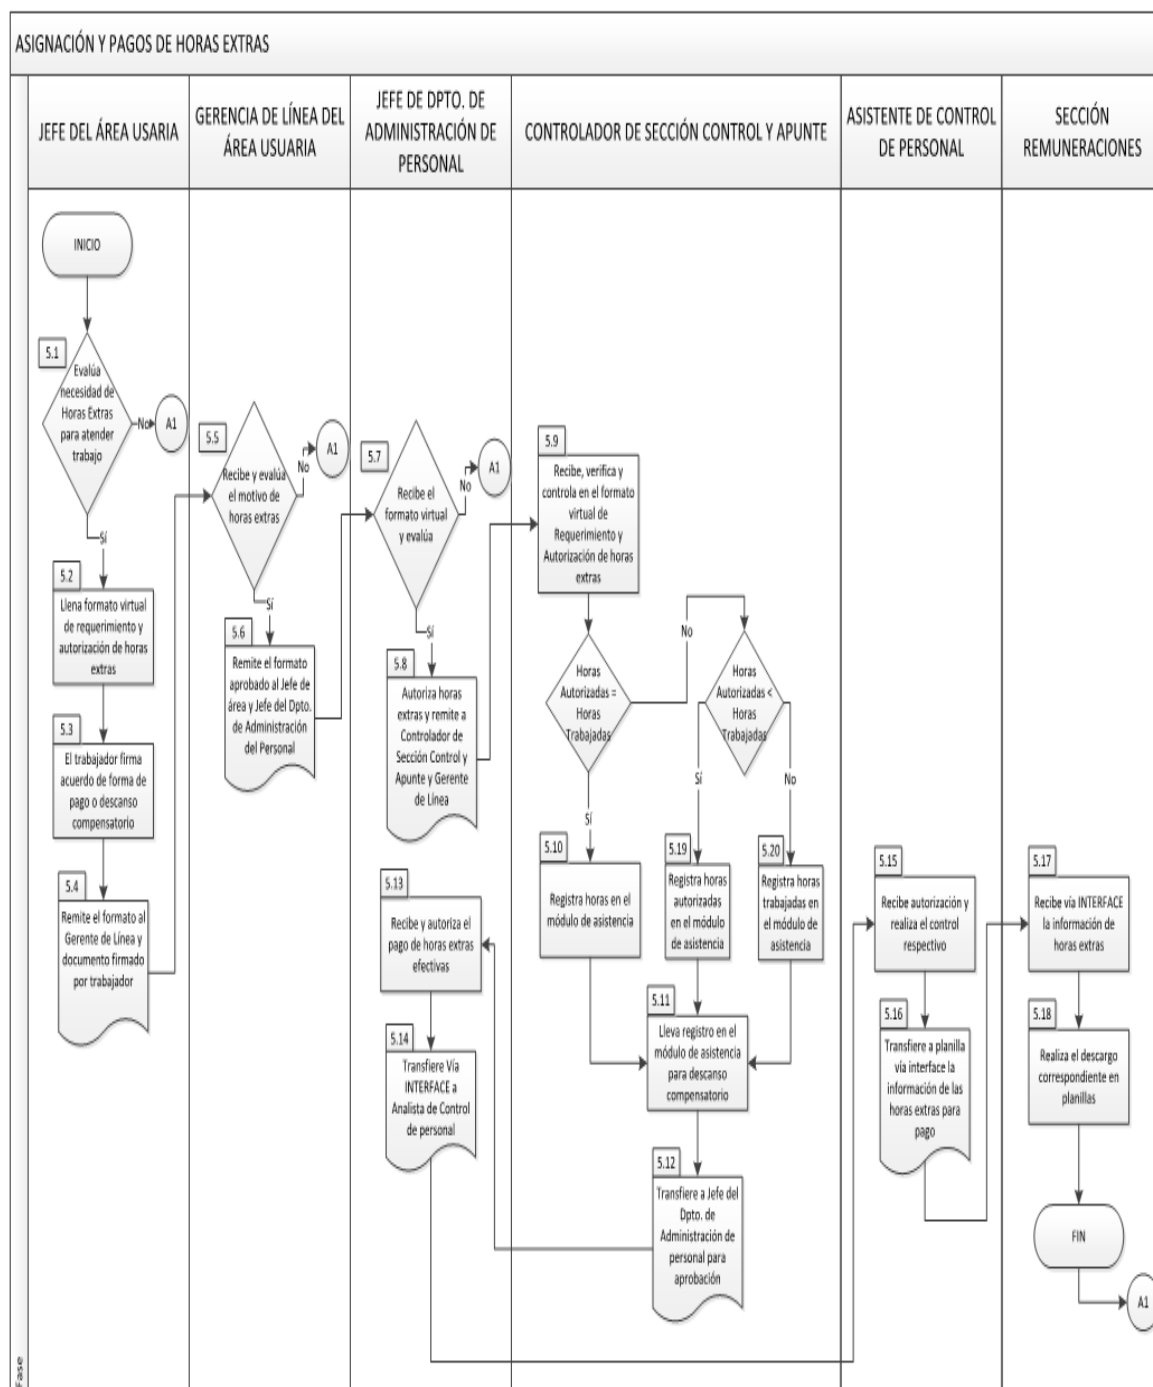 ASIGNACIÓN Y PAGOS DE HORAS EXTRAS
Fase
JEFE DEL ÁREA USARIA
GERENCIA DE LÍNEA DEL
ÁREA USUARIA
JEFE DE DPTO. DE
ADMINISTRACIÓN DE
PERSONAL
CONTROLADOR DE SECCIÓN CONTROL Y APUNTE
ASISTENTE DE CONTROL
DE PERSONAL
SECCIÓN
REMUNERACIONES
INICIO
5.1
Evalúa
necesidad de
Horas Extras
para atender
trabajo
No
A1
Sí
5.2
Llena formato virtual
de requerimiento y
autorización de horas
extras
5.3
El trabajador firma
acuerdo de forma de
pago o descanso
compensatorio
5.4
Remite el formato al
Gerente de Línea y
documento firmado
por trabajador
5.5
Recibe y evalúa
el motivo de
horas extras
No
A1
Sí
5.6
Remite el formato
aprobado al Jefe de
área y Jefe del Dpto.
de Administración
del Personal
5.7
Recibe el
formato virtual
y evalúa
No
A1
Sí
5.8
Autoriza horas
extras y remite a
Controlador de
Sección Control y
Apunte y Gerente
de Línea
5.9
Recibe, verifica y
controla en el formato
virtual de
Requerimiento y
Autorización de horas
extras
Horas
Autorizadas =
Horas
Trabajadas
No
Horas
Autorizadas <
Horas
Trabajadas
Sí
Sí
No
5.10
Registra horas en el
módulo de asistencia
5.19
Registra horas
autorizadas
en el módulo
de asistencia
5.20
Registra horas
trabajadas en
el módulo de
asistencia
5.11
Lleva registro en el
módulo de asistencia
para descanso
compensatorio
5.12
Transfiere a Jefe del
Dpto. de
Administración de
personal para
aprobación
5.13
Recibe y autoriza el
pago de horas extras
efectivas
5.14
Transfiere Vía
INTERFACE a
Analista de Control
de personal
5.15
Recibe autorización y
realiza el control
respectivo
5.16
Transfiere a planilla
vía interface la
información de las
horas extras para
pago
5.17
Recibe vía INTERFACE
la información de
horas extras
5.18
Realiza el descargo
correspondiente en
planillas
FIN
A1